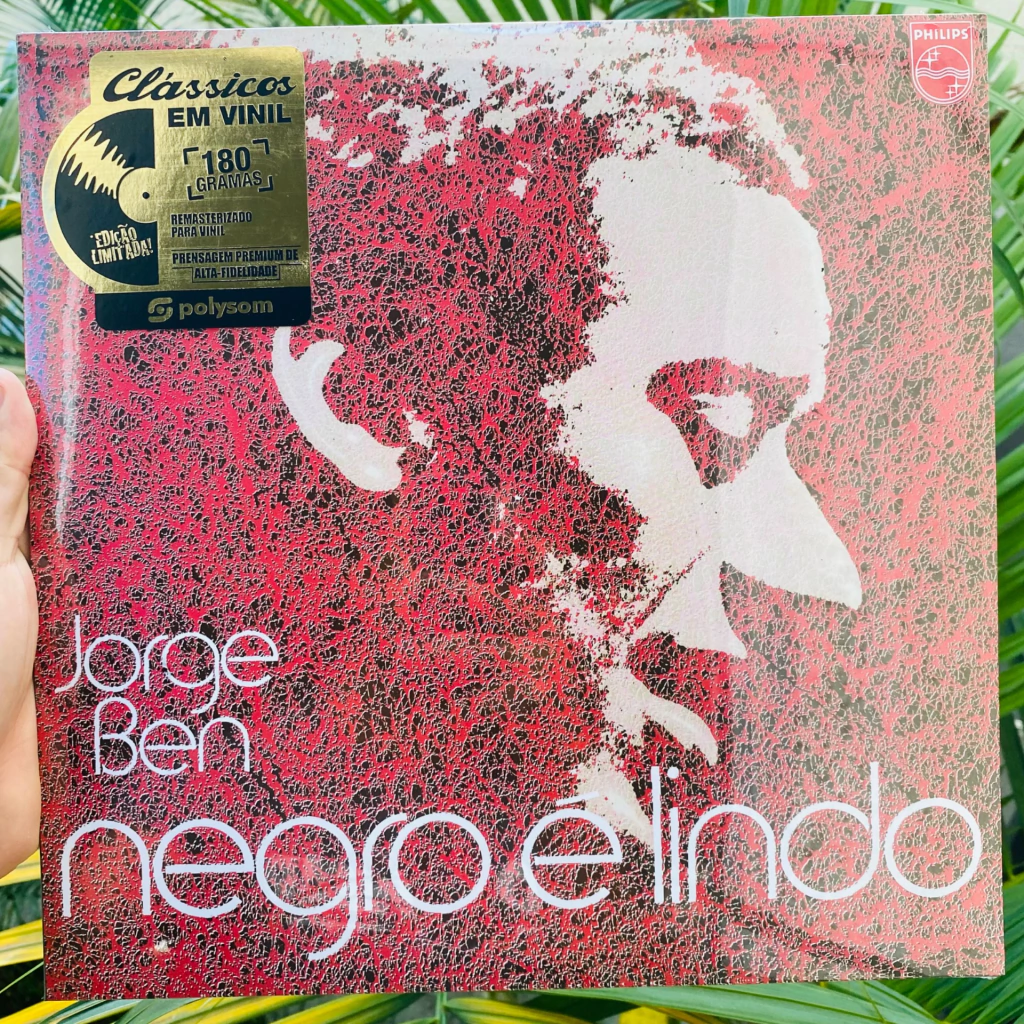 PHILIPS
Clássicos
EM VINIL
180
GRAMAS
REMASTERIZADO
PARA VINIL
EDIÇÃO
LIMITADA!
PRENSAGEM PREMIUM DE
ALTA-FIDELIDADE
polysom
Jorge
Ben
negro é lindo